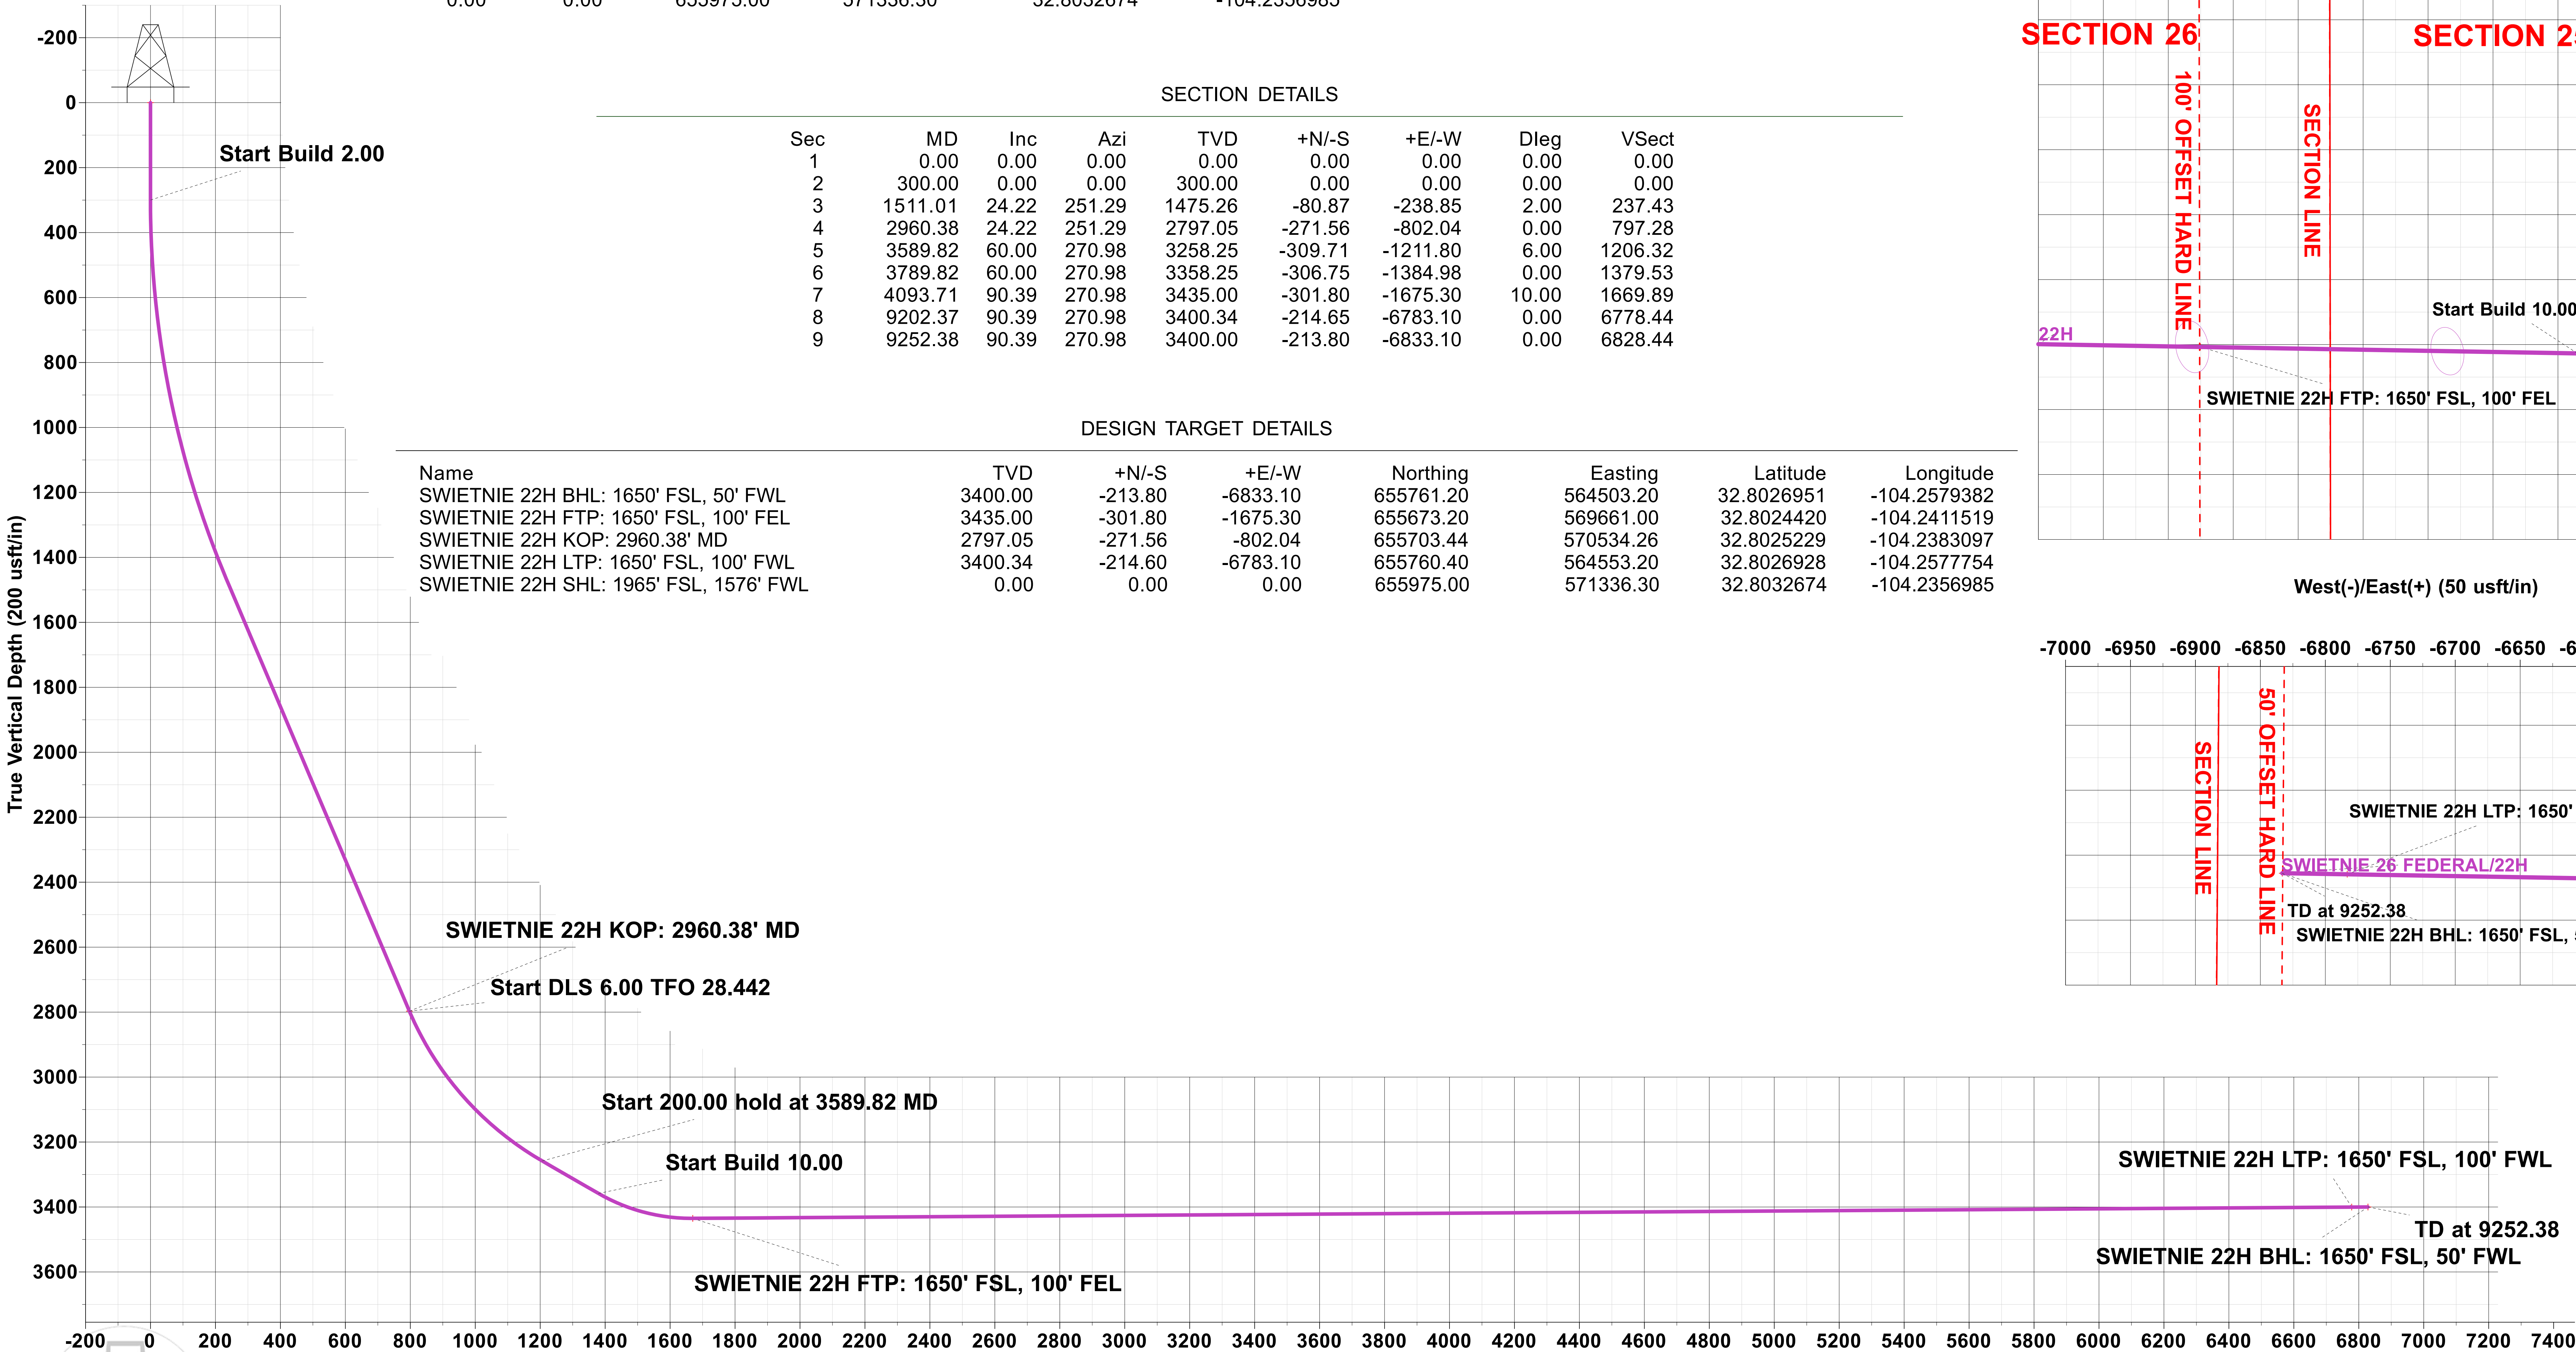 0.00 0.00 655975.00 571336.30 32.8032674 -104.2356985
-200
0
200
400
600
800
1000
1200
1400
1600
1800
2000
2200
2400
2600
2800
3000
3200
3400
3600
True Vertical Depth (200 usft/in)
Start Build 2.00
SECTION DETAILS
Sec MD Inc Azi TVD +N/-S +E/-W Dleg VSect
1 0.00 0.00 0.00 0.00 0.00 0.00 0.00 0.00
2 300.00 0.00 0.00 300.00 0.00 0.00 0.00 0.00
3 1511.01 24.22 251.29 1475.26 -80.87 -238.85 2.00 237.43
4 2960.38 24.22 251.29 2797.05 -271.56 -802.04 0.00 797.28
5 3589.82 60.00 270.98 3258.25 -309.71 -1211.80 6.00 1206.32
6 3789.82 60.00 270.98 3358.25 -306.75 -1384.98 0.00 1379.53
7 4093.71 90.39 270.98 3435.00 -301.80 -1675.30 10.00 1669.89
8 9202.37 90.39 270.98 3400.34 -214.65 -6783.10 0.00 6778.44
9 9252.38 90.39 270.98 3400.00 -213.80 -6833.10 0.00 6828.44
DESIGN TARGET DETAILS
Name TVD +N/-S +E/-W Northing Easting Latitude Longitude
SWIETNIE 22H BHL: 1650' FSL, 50' FWL 3400.00 -213.80 -6833.10 655761.20 564503.20 32.8026951 -104.2579382
SWIETNIE 22H FTP: 1650' FSL, 100' FEL 3435.00 -301.80 -1675.30 655673.20 569661.00 32.8024420 -104.2411519
SWIETNIE 22H KOP: 2960.38' MD 2797.05 -271.56 -802.04 655703.44 570534.26 32.8025229 -104.2383097
SWIETNIE 22H LTP: 1650' FSL, 100' FWL 3400.34 -214.60 -6783.10 655760.40 564553.20 32.8026928 -104.2577754
SWIETNIE 22H SHL: 1965' FSL, 1576' FWL 0.00 0.00 0.00 655975.00 571336.30 32.8032674 -104.2356985
SWIETNIE 22H KOP: 2960.38' MD
Start DLS 6.00 TFO 28.442
Start 200.00 hold at 3589.82 MD
Start Build 10.00
SWIETNIE 22H FTP: 1650' FSL, 100' FEL
SWIETNIE 22H LTP: 1650' FSL, 100' FWL
TD at 9252.38
SWIETNIE 22H BHL: 1650' FSL, 50' FWL
-200 0 200 400 600 800 1000 1200 1400 1600 1800 2000 2200 2400 2600 2800 3000 3200 3400 3600 3800 4000 4200 4400 4600 4800 5000 5200 5400 5600 5800 6000 6200 6400 6600 6800 7000 7200 7400
SECTION 26
SECTION
100' OFFSET HARD LINE
SECTION LINE
Start Build 10.00
22H
SWIETNIE 22H FTP: 1650' FSL, 100' FEL
West(-)/East(+) (50 usft/in)
-7000 -6950 -6900 -6850 -6800 -6750 -6700 -6650
SECTION LINE
50' OFFSET HARD LINE
SWIETNIE 22H LTP: 1650'
SWIETNIE 26 FEDERAL/22H
TD at 9252.38
SWIETNIE 22H BHL: 1650' FSL,